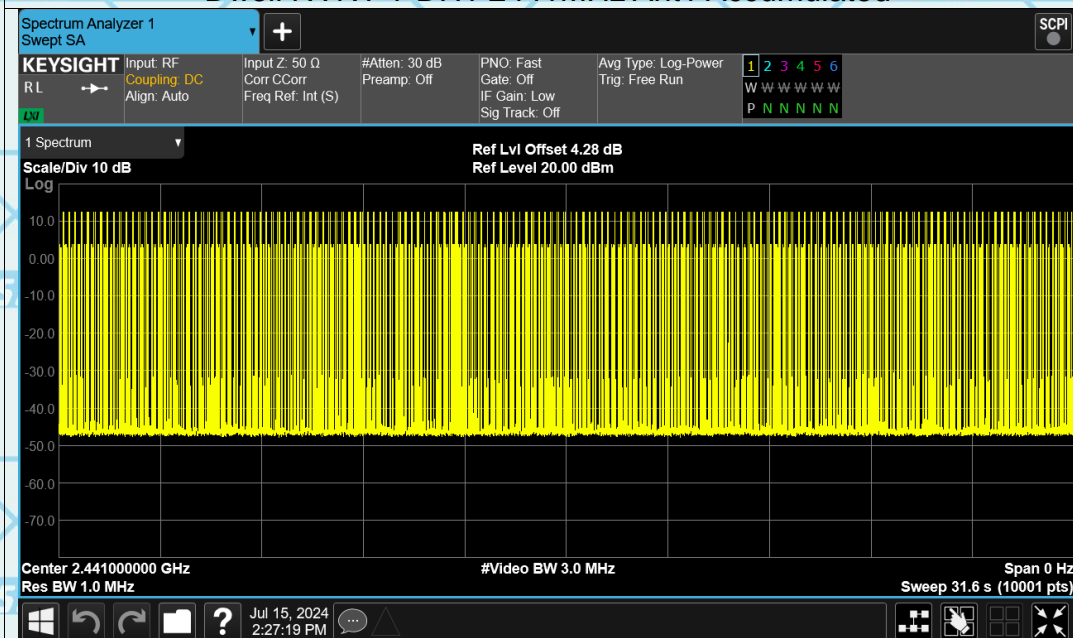 Spectrum Analyzer 1
Swept SA
+
SCPI
KEYSIGHT
R L
LXI
Input: RF
Coupling: DC
Align: Auto
Input Z: 50 Ω
Corr CCorr
Freq Ref: Int (S)
#Atten: 30 dB
Preamp: Off
PNO: Fast
Gate: Off
IF Gain: Low
Sig Track: Off
Avg Type: Log-Power
Trig: Free Run
1 2 3 4 5 6
W W W W W W
P N N N N N
1 Spectrum
Scale/Div 10 dB
Log
Ref Lvl Offset 4.28 dB
Ref Level 20.00 dBm
10.0
0.00
-10.0
-20.0
-30.0
-40.0
-50.0
-60.0
-70.0
Center 2.441000000 GHz
#Video BW 3.0 MHz
Span 0 Hz
Res BW 1.0 MHz
Sweep 31.6 s (10001 pts)
?
Jul 15, 2024
2:27:19 PM